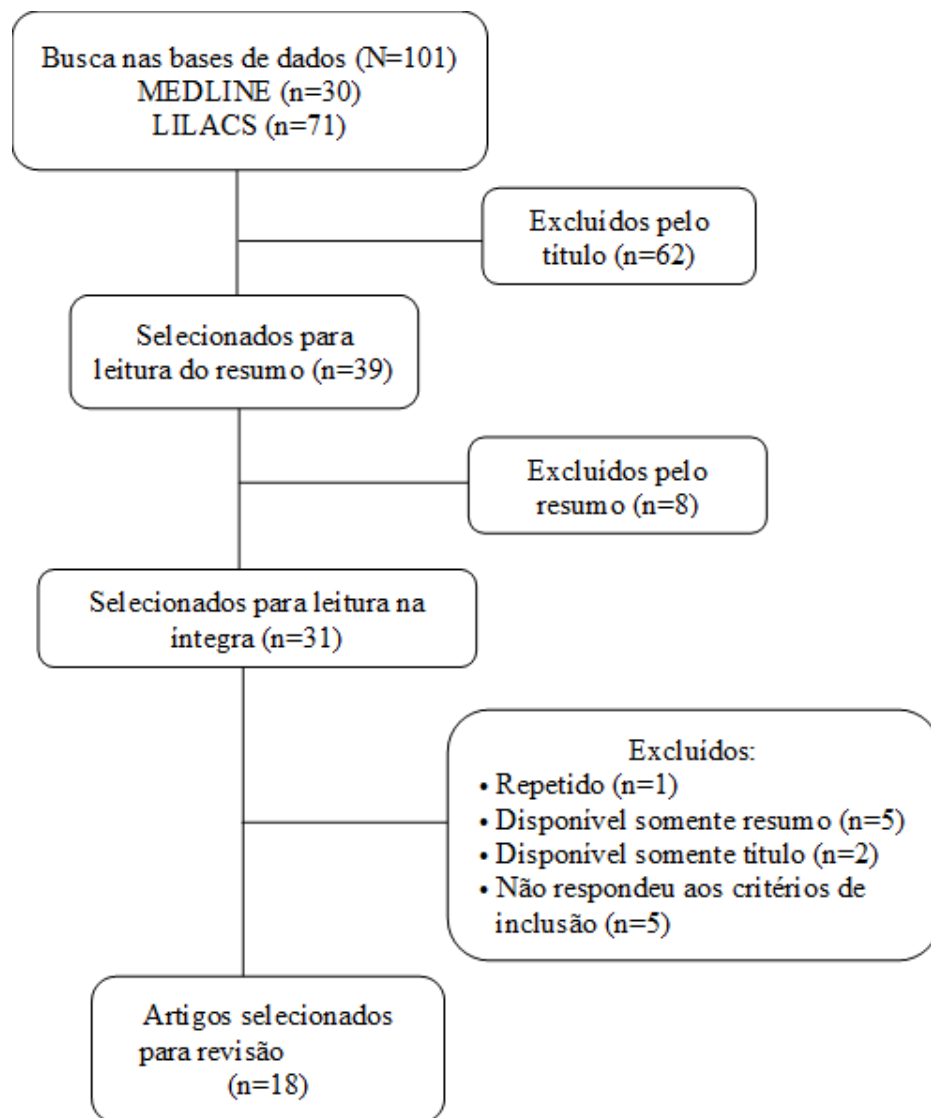 Busca nas bases de dados (N=101)
MEDLINE (n=30)
LILACS (n=71)
Excluídos pelo
título (n=62)
Selecionados para
leitura do resumo (n=39)
Excluídos pelo
resumo (n=8)
Selecionados para leitura na
íntegra (n=31)
Excluídos:
• Repetido (n=1)
• Disponível somente resumo (n=5)
• Disponível somente título (n=2)
• Não respondeu aos critérios de
inclusão (n=5)
Artigos selecionados
para revisão
(n=18)